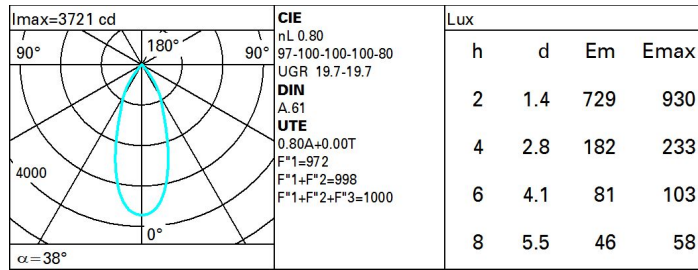 Imax=3721 cd
90°
180°
90°
4000
0°
α=38°
CIE
nL 0.80
97-100-100-100-80
UGR 19.7-19.7
DIN
A.61
UTE
0.80A+0.00T
F"1=972
F"1+F"2=998
F"1+F"2+F"3=1000
Lux
h d Em Emax
2 1.4 729 930
4 2.8 182 233
6 4.1 81 103
8 5.5 46 58